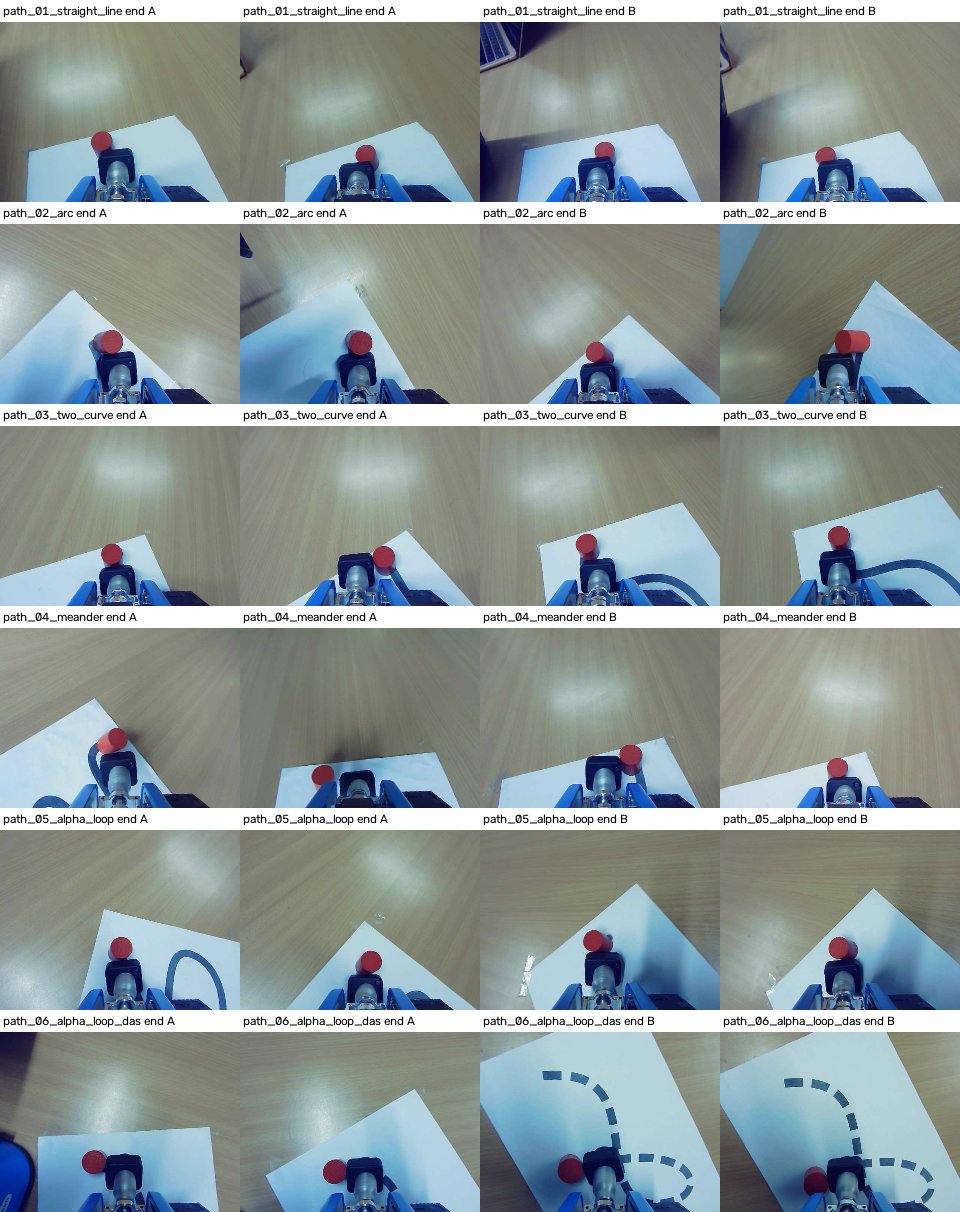 path_01_straight_line end A
path_01_straight_line end A
path_01_straight_line end B
path_01_straight_line end B
path_02_arc end A
path_02_arc end A
path_02_arc end B
path_02_arc end B
path_03_two_curve end A
path_03_two_curve end A
path_03_two_curve end B
path_03_two_curve end B
path_04_meander end A
path_04_meander end A
path_04_meander end B
path_04_meander end B
path_05_alpha_loop end A
path_05_alpha_loop end A
path_05_alpha_loop end B
path_05_alpha_loop end B
path_06_alpha_loop_das end A
path_06_alpha_loop_das end A
path_06_alpha_loop_das end B
path_06_alpha_loop_das end B